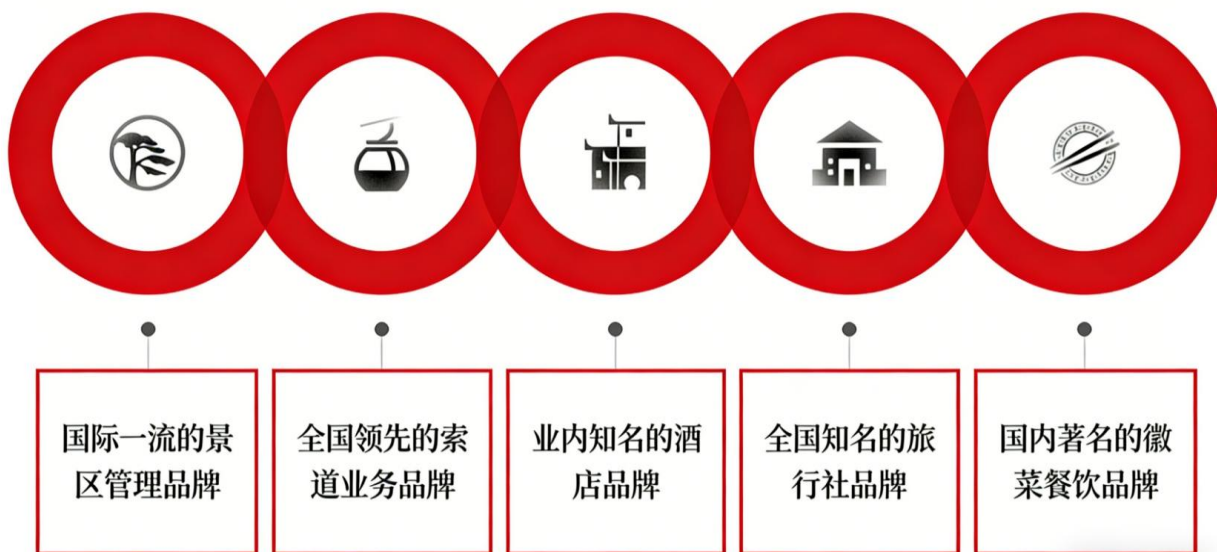 国际一流的景
区管理品牌
全国领先的索
道业务品牌
业内知名的酒
店品牌
全国知名的旅
行社品牌
国内著名的徽
菜餐饮品牌